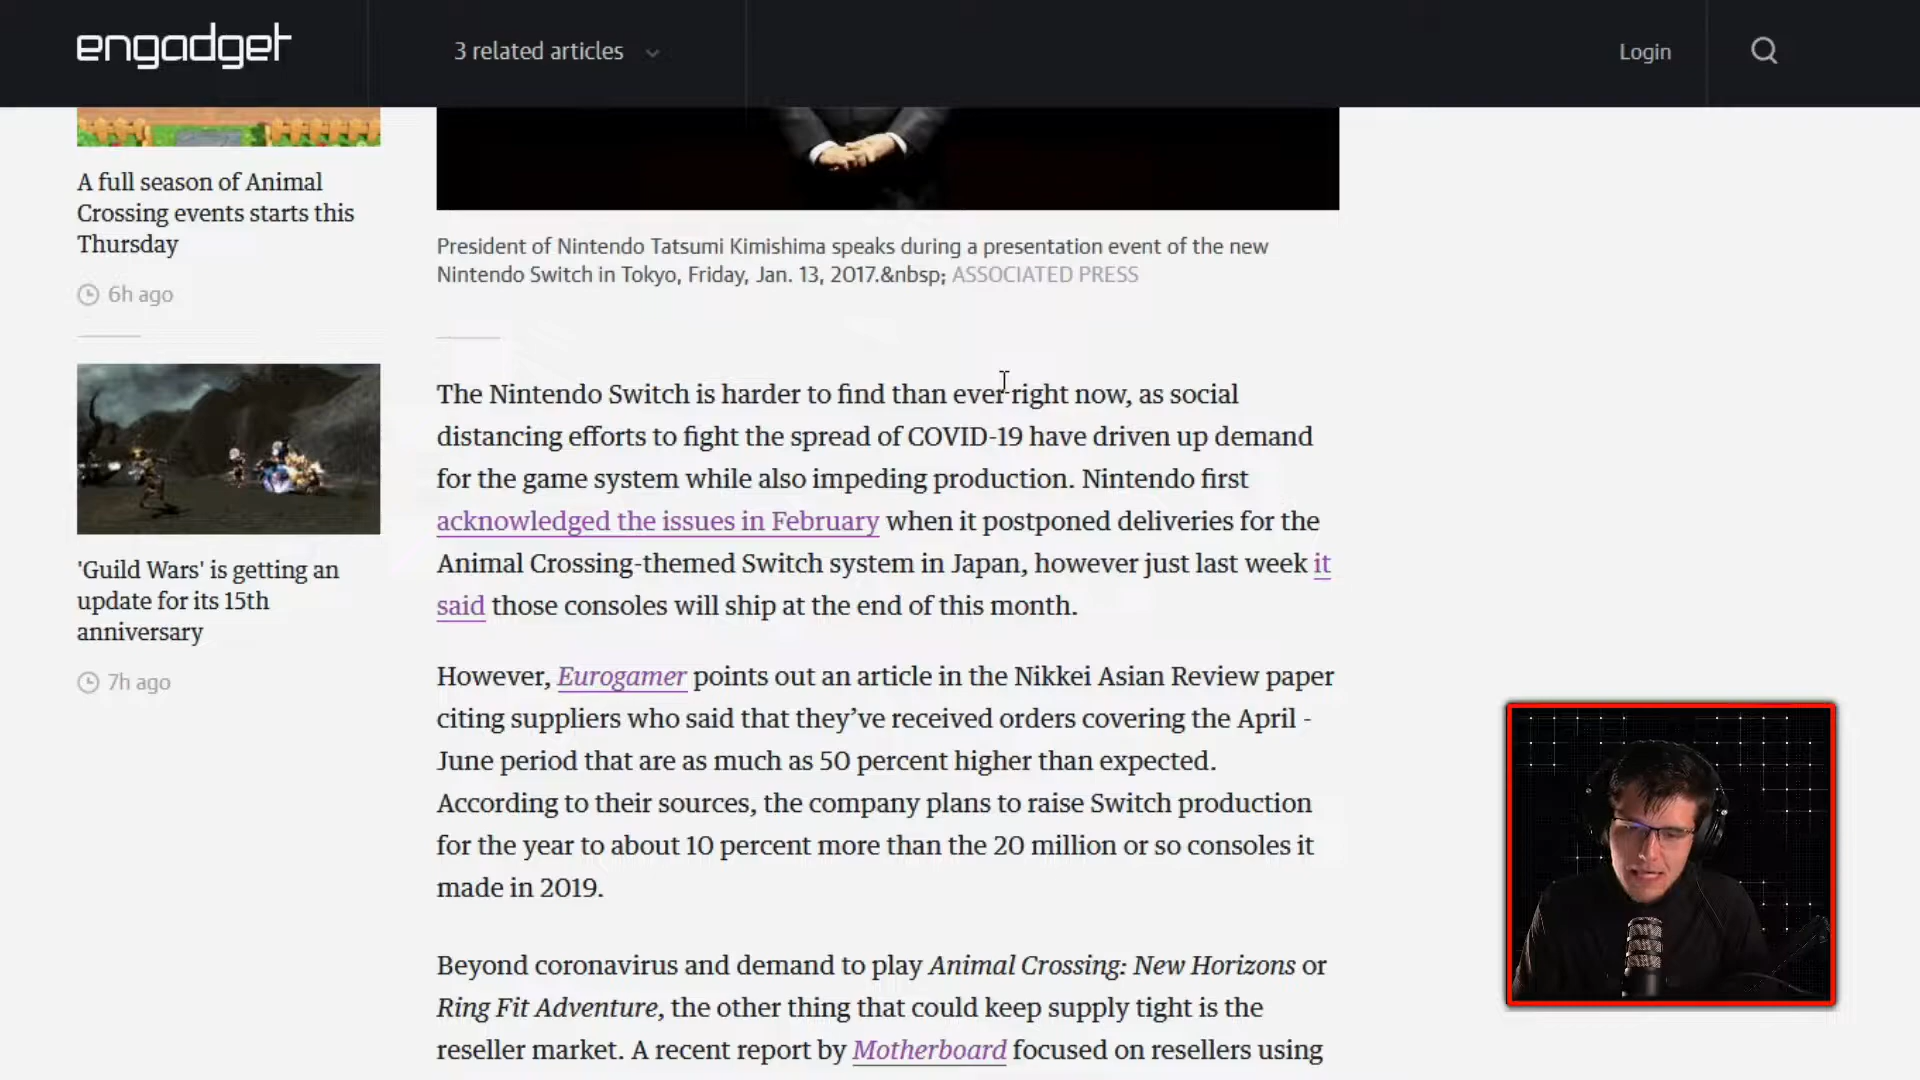 engadget
3 related articles
Login
A full season of Animal
Crossing events starts this
Thursday
6h ago
'Guild Wars' is getting an
update for its 15th
anniversary
7h ago
President of Nintendo Tatsumi Kimishima speaks during a presentation event of the new
Nintendo Switch in Tokyo, Friday, Jan. 13, 2017.&nbsp; ASSOCIATED PRESS
The Nintendo Switch is harder to find than ever right now, as social
distancing efforts to fight the spread of COVID-19 have driven up demand
for the game system while also impeding production. Nintendo first
acknowledged the issues in February when it postponed deliveries for the
Animal Crossing-themed Switch system in Japan, however just last week it
said those consoles will ship at the end of this month.
However, Eurogamer points out an article in the Nikkei Asian Review paper
citing suppliers who said that they’ve received orders covering the April -
June period that are as much as 50 percent higher than expected.
According to their sources, the company plans to raise Switch production
for the year to about 10 percent more than the 20 million or so consoles it
made in 2019.
Beyond coronavirus and demand to play Animal Crossing: New Horizons or
Ring Fit Adventure, the other thing that could keep supply tight is the
reseller market. A recent report by Motherboard focused on resellers using